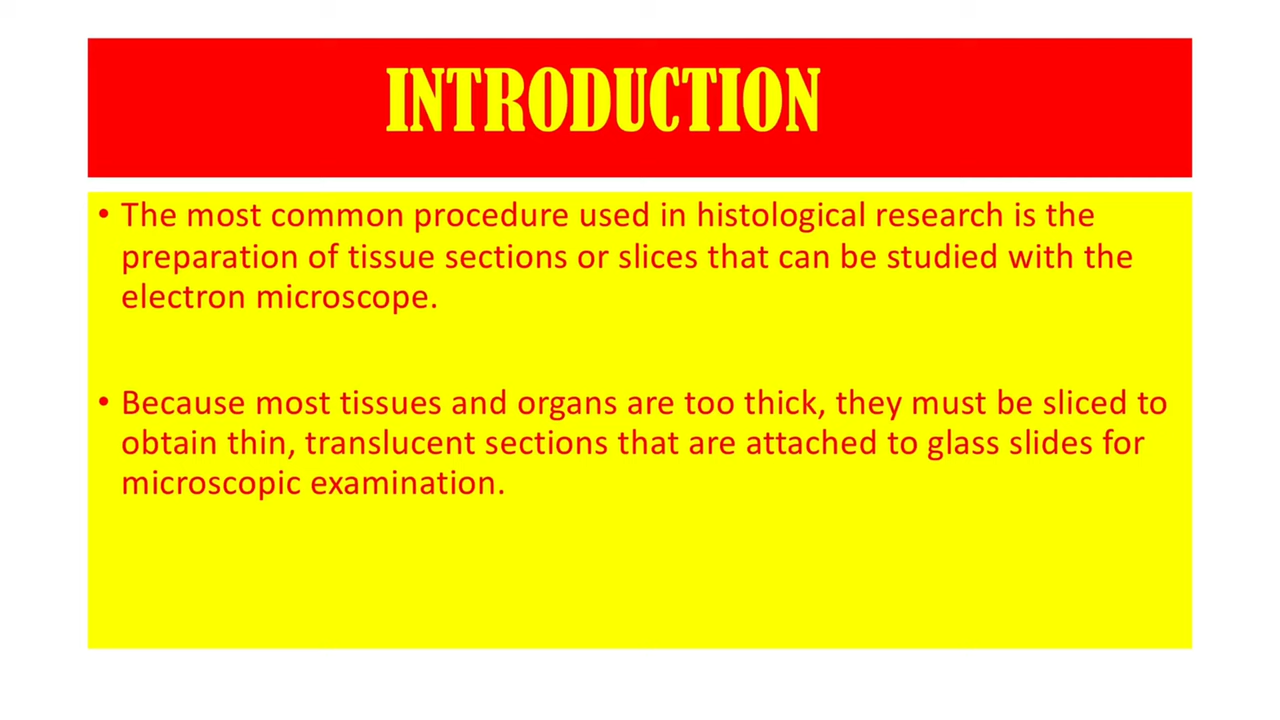 INTRODUCTION
• The most common procedure used in histological research is the
preparation of tissue sections or slices that can be studied with the
electron microscope.
• Because most tissues and organs are too thick, they must be sliced to
obtain thin, translucent sections that are attached to glass slides for
microscopic examination.